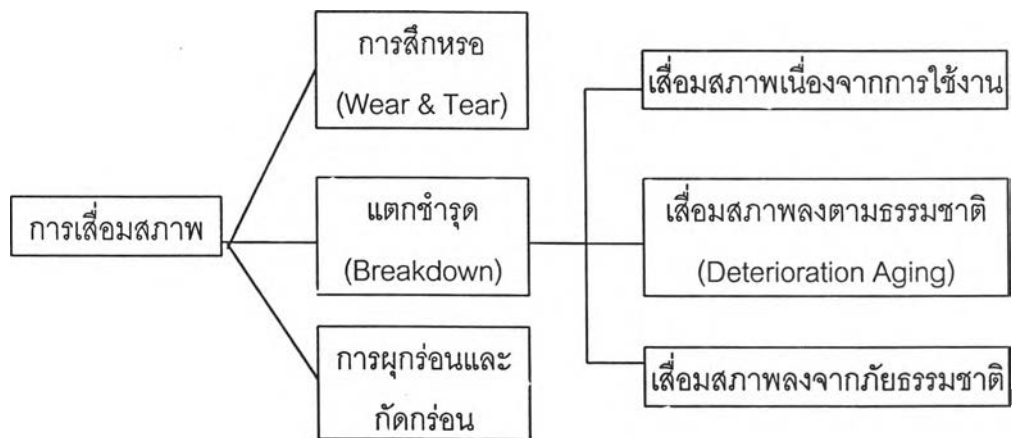 การเสื่อมสภาพ
การสึกหรอ
(Wear & Tear)
แตกชำรุด
(Breakdown)
การผุกร่อนและ
กัดกร่อน
เสื่อมสภาพเนื่องจากการใช้งาน
เสื่อมสภาพลงตามธรรมชาติ
(Deterioration Aging)
เสื่อมสภาพลงจากภัยธรรมชาติ